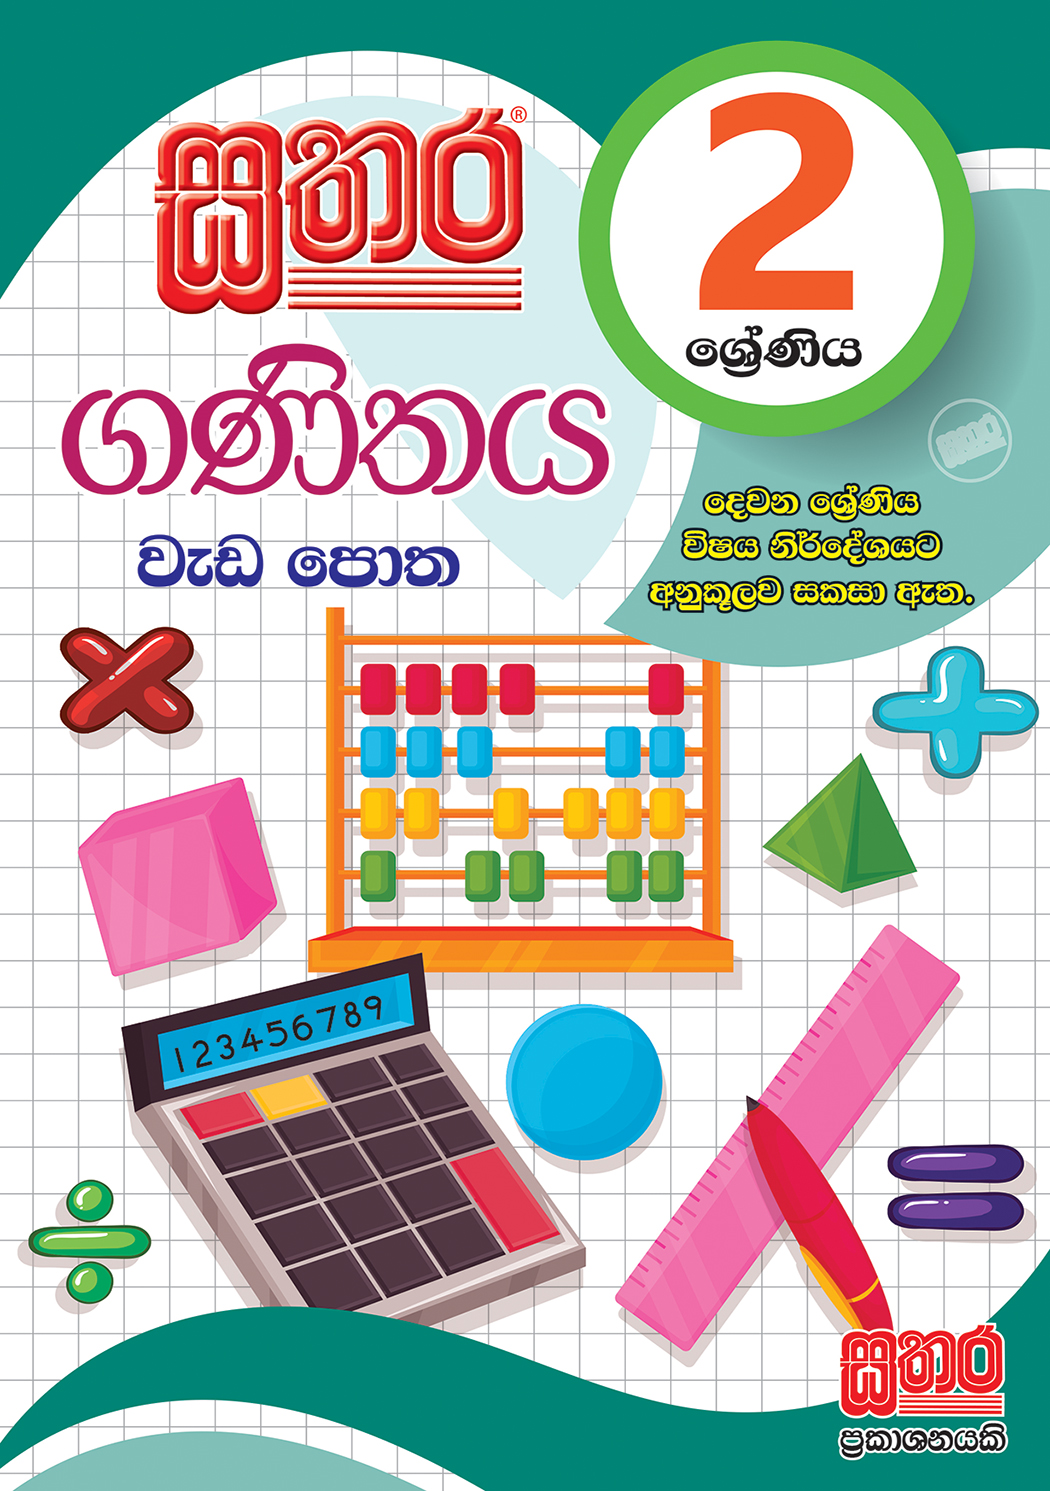 සතර®
2
ශ්‍රේණිය
ගණිතය
වැඩ පොත
දෙවන ශ්‍රේණිය
විෂය නිර්දේශයට
අනුකූලව සකසා ඇත.
123456789
සතර
ප්‍රකාශනයකි